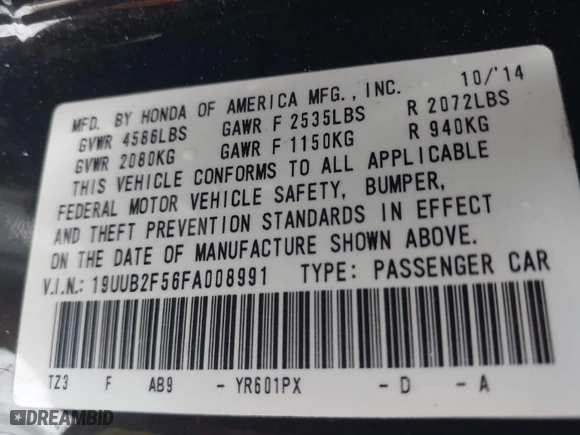 MFD. BY HONDA OF AMERICA MFG., INC. 10/'14
GVWR 4586LBS GAWR F 2535LBS R 2072LBS
GVWR 2080KG GAWR F 1150KG R 940KG
THIS VEHICLE CONFORMS TO ALL APPLICABLE
FEDERAL MOTOR VEHICLE SAFETY, BUMPER,
AND THEFT PREVENTION STANDARDS IN EFFECT
ON THE DATE OF MANUFACTURE SHOWN ABOVE.
V.I.N.: 19UUB2F56FA008991 TYPE: PASSENGER CAR
TZ3 F AB9 - YR601PX - D - A
DREAMBID